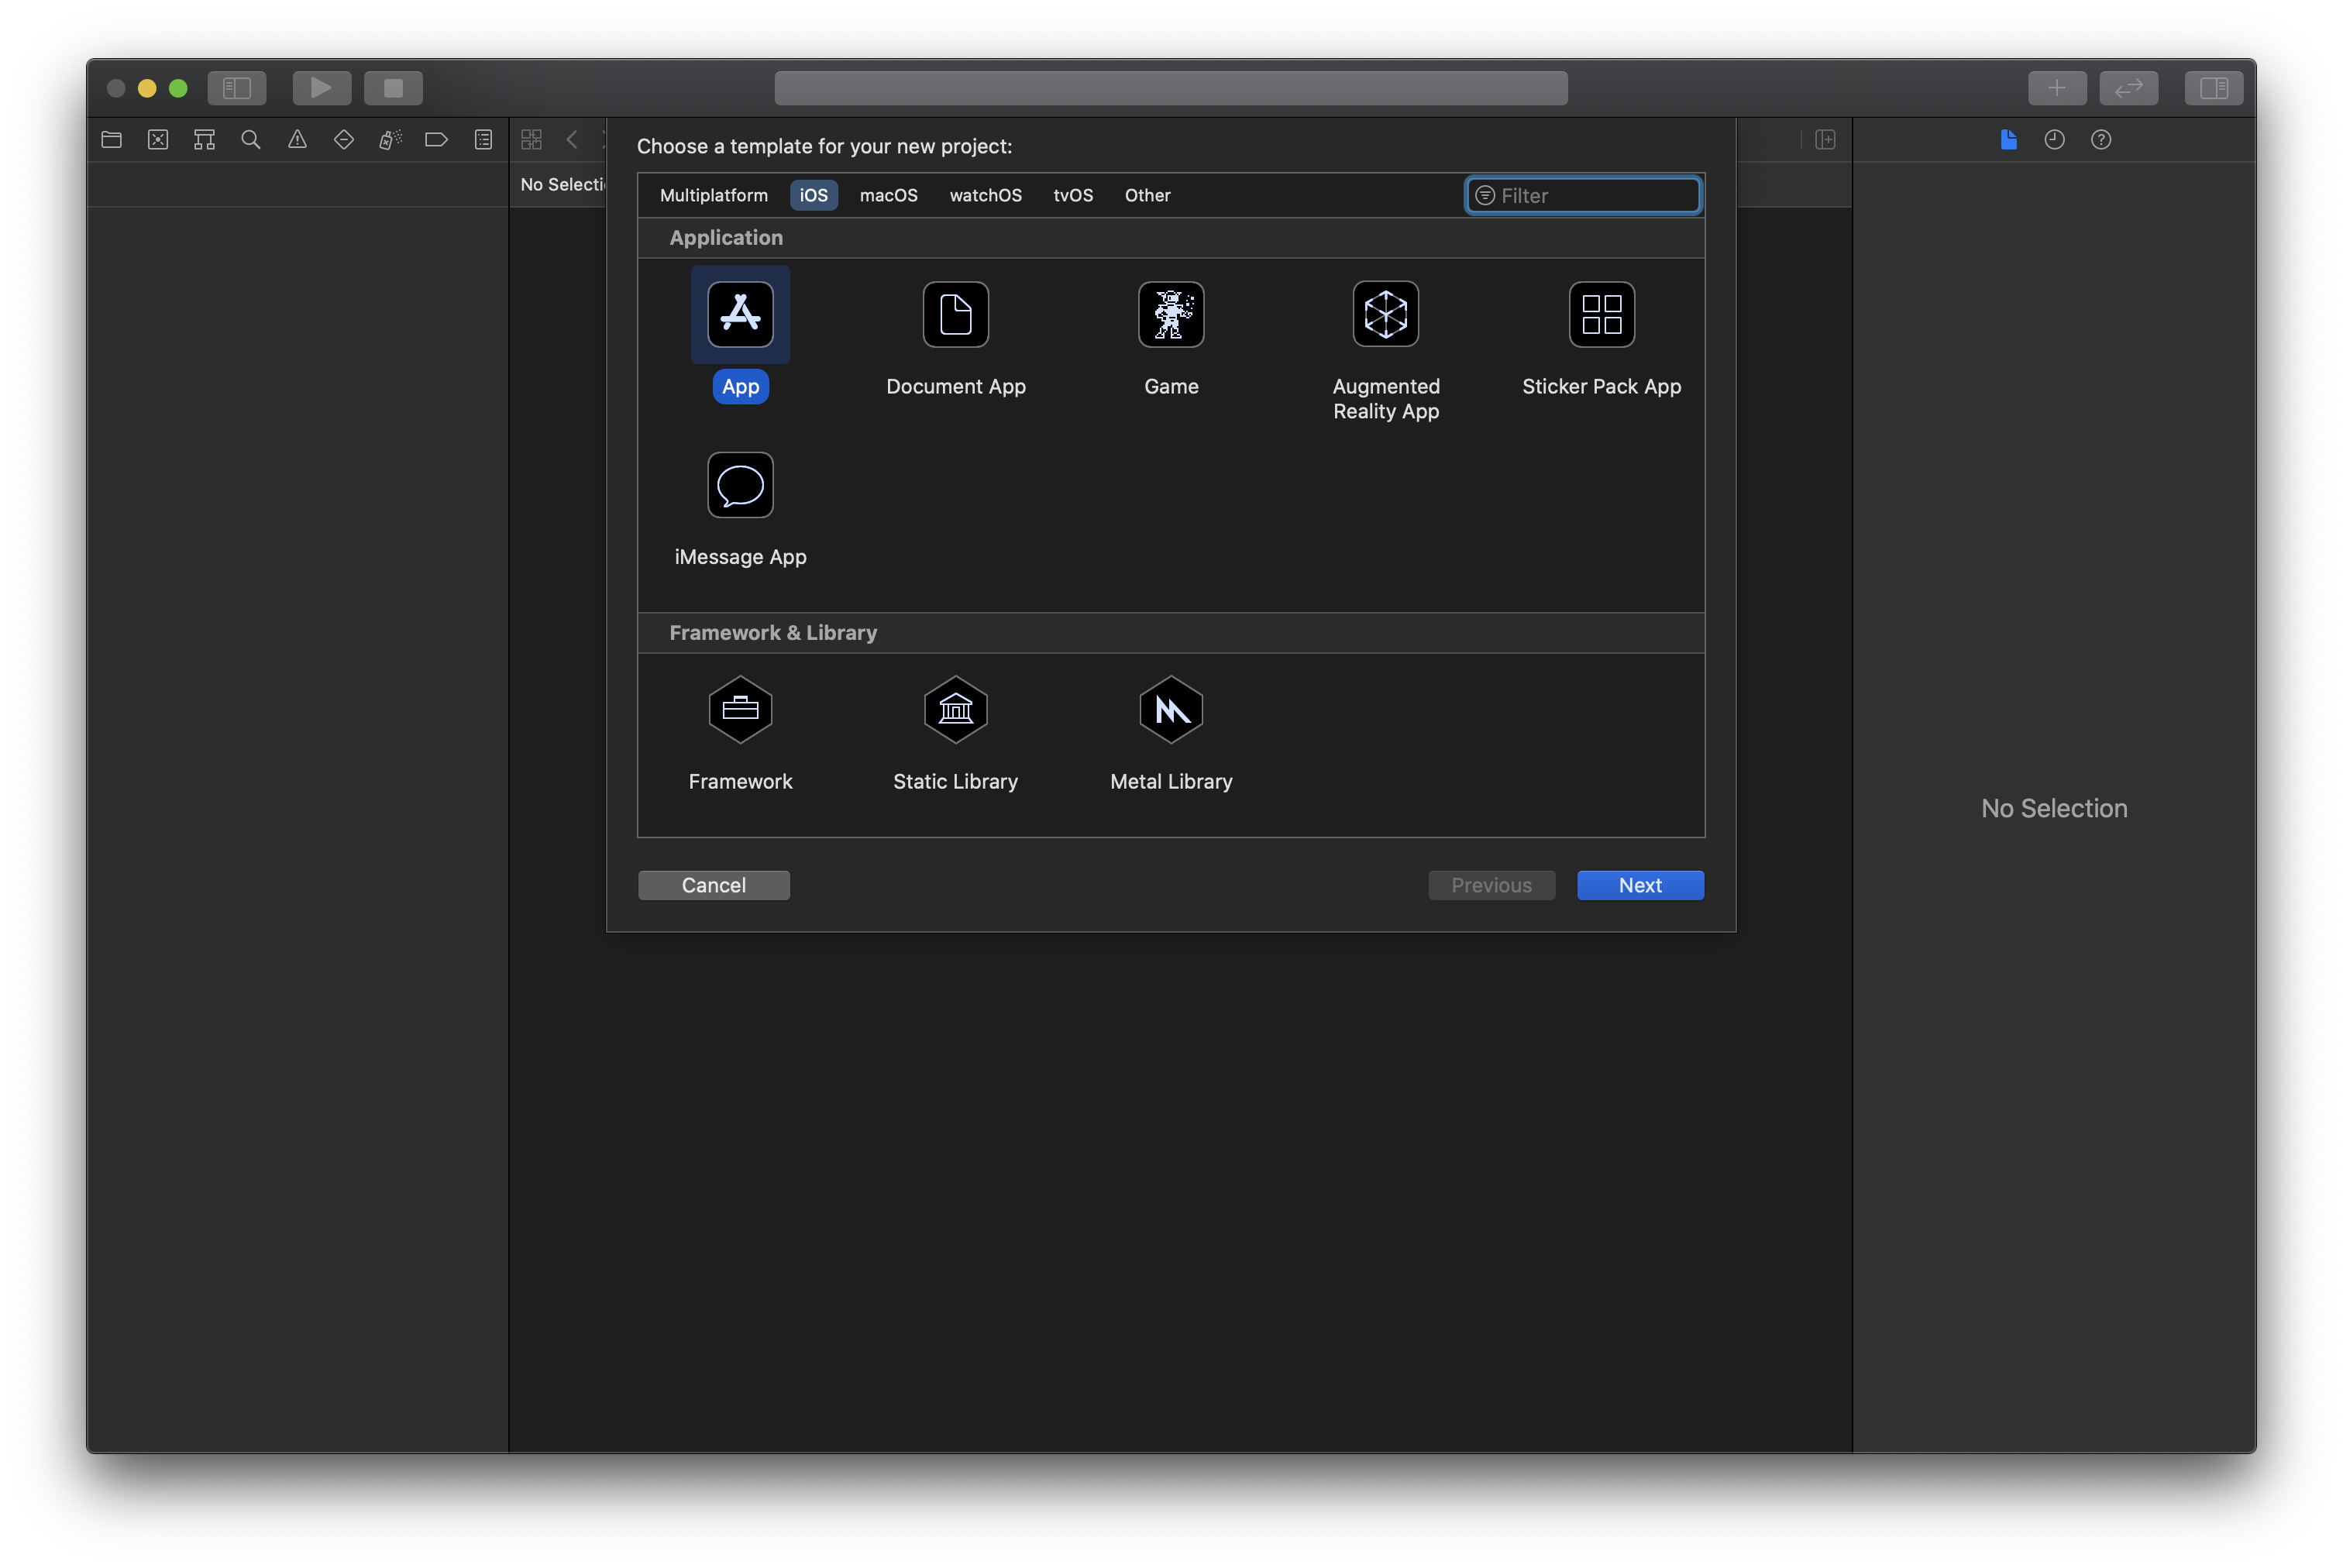 Choose a template for your new project:
No Selecti
Multiplatform iOS macOS watchOS tvOS Other
Filter
Application
App
Document App
Game
Augmented
Reality App
Sticker Pack App
iMessage App
Framework & Library
Framework
Static Library
Metal Library
No Selection
Cancel
Previous
Next